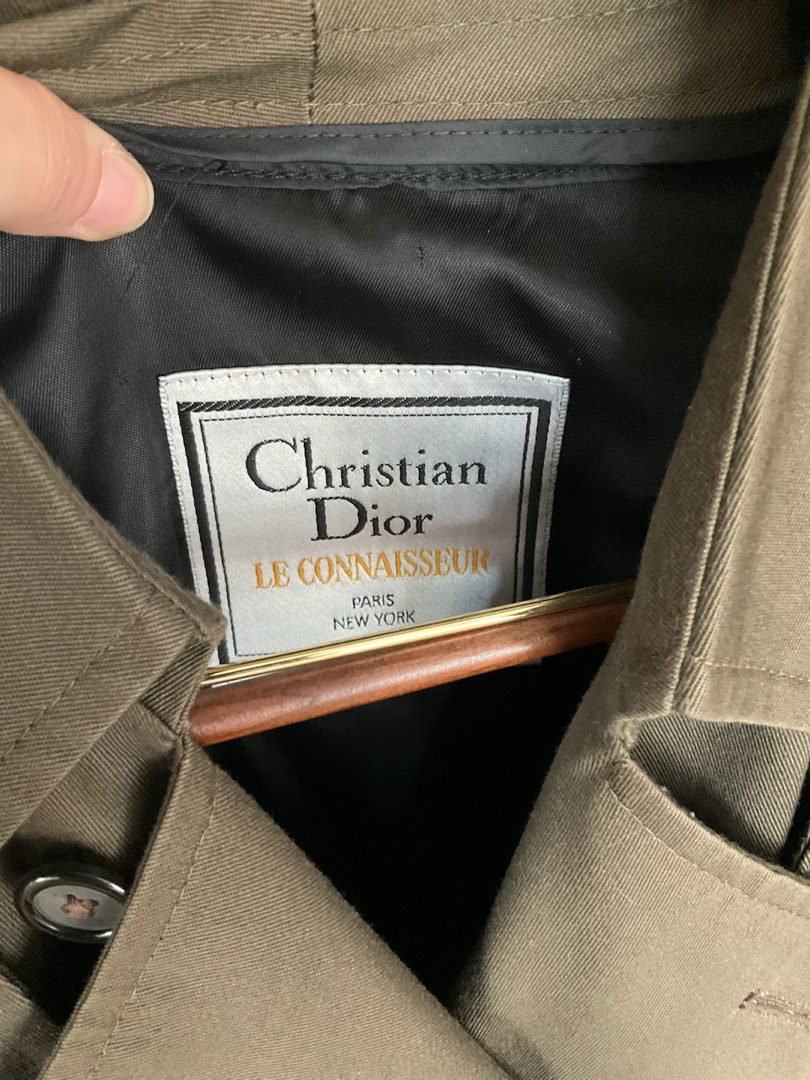 Christian
Dior
LE CONNAISSEUR
PARIS
NEW YORK